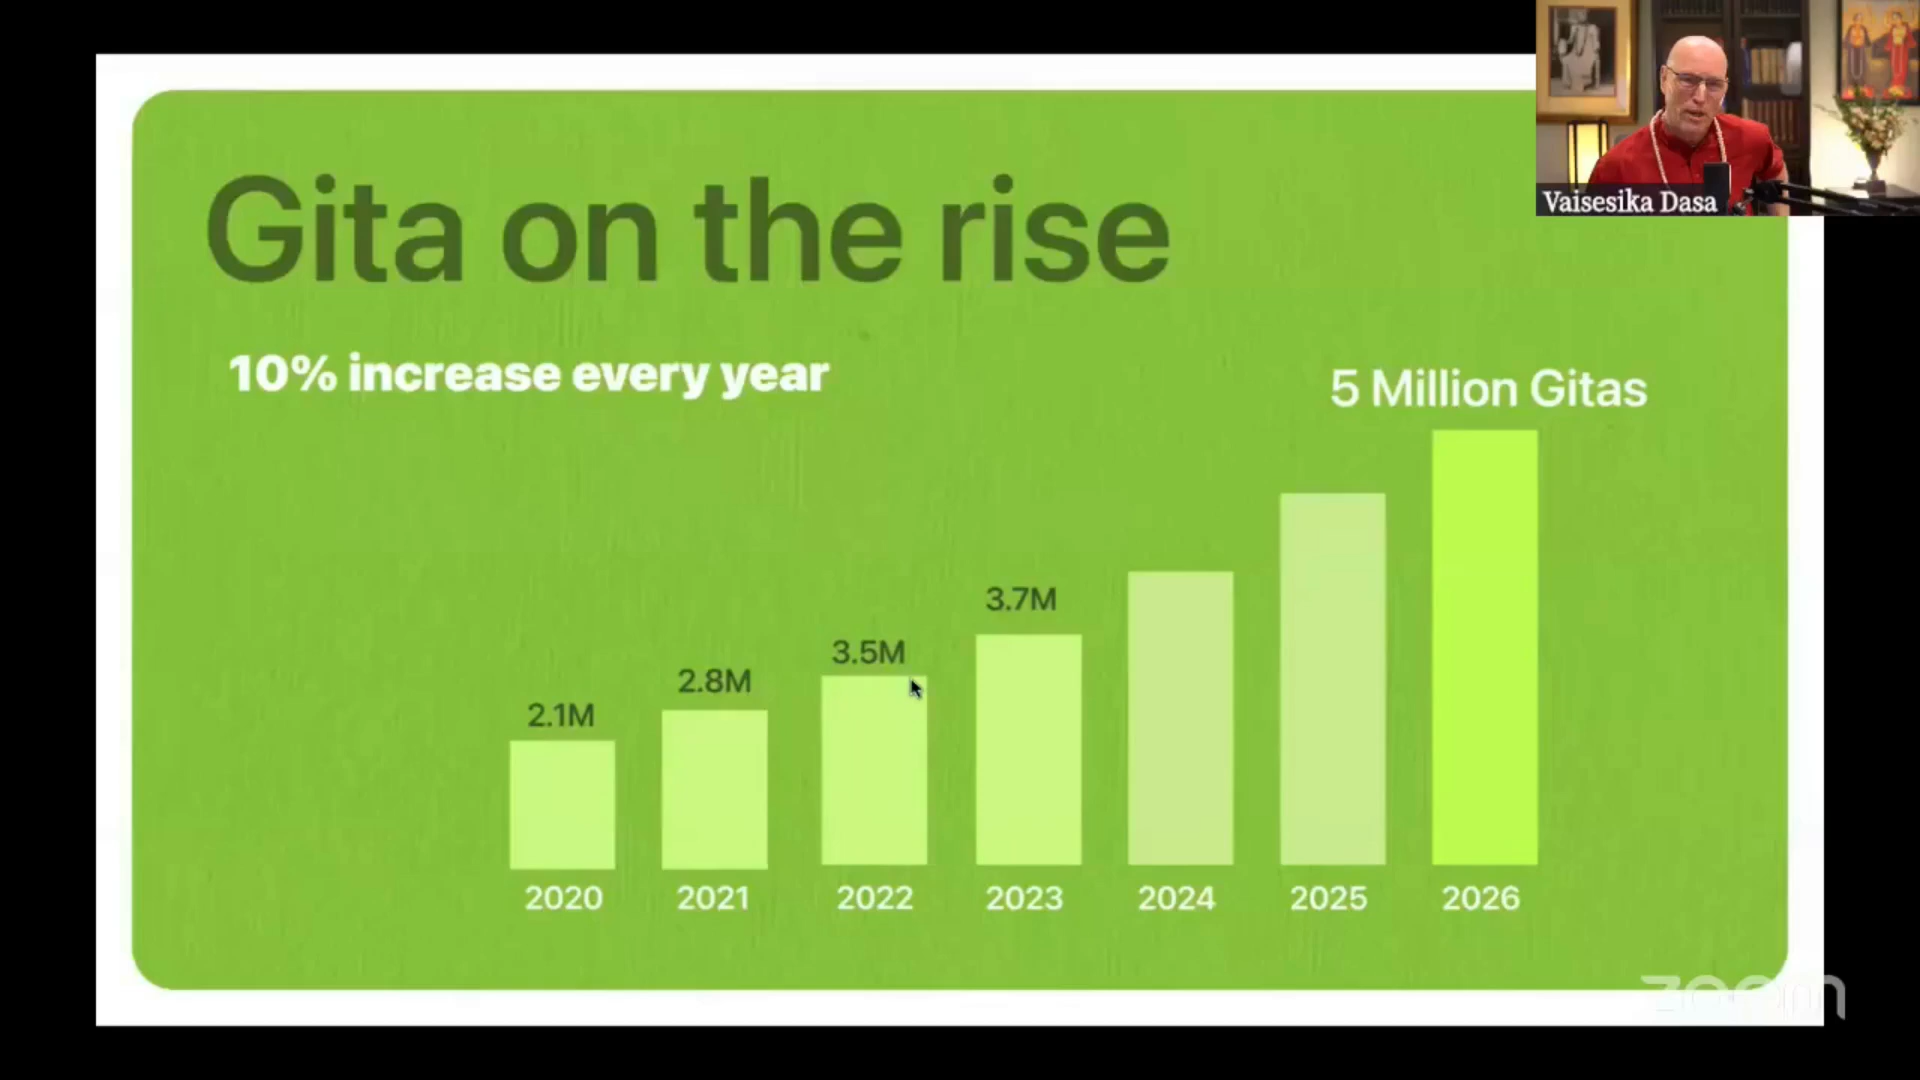 Gita on the rise
Vaisesika Dasa
10% increase every year
5 Million Gitas
3.7M
3.5M
2.8M
2.1M
2020 2021 2022 2023 2024 2025 2026
zoom